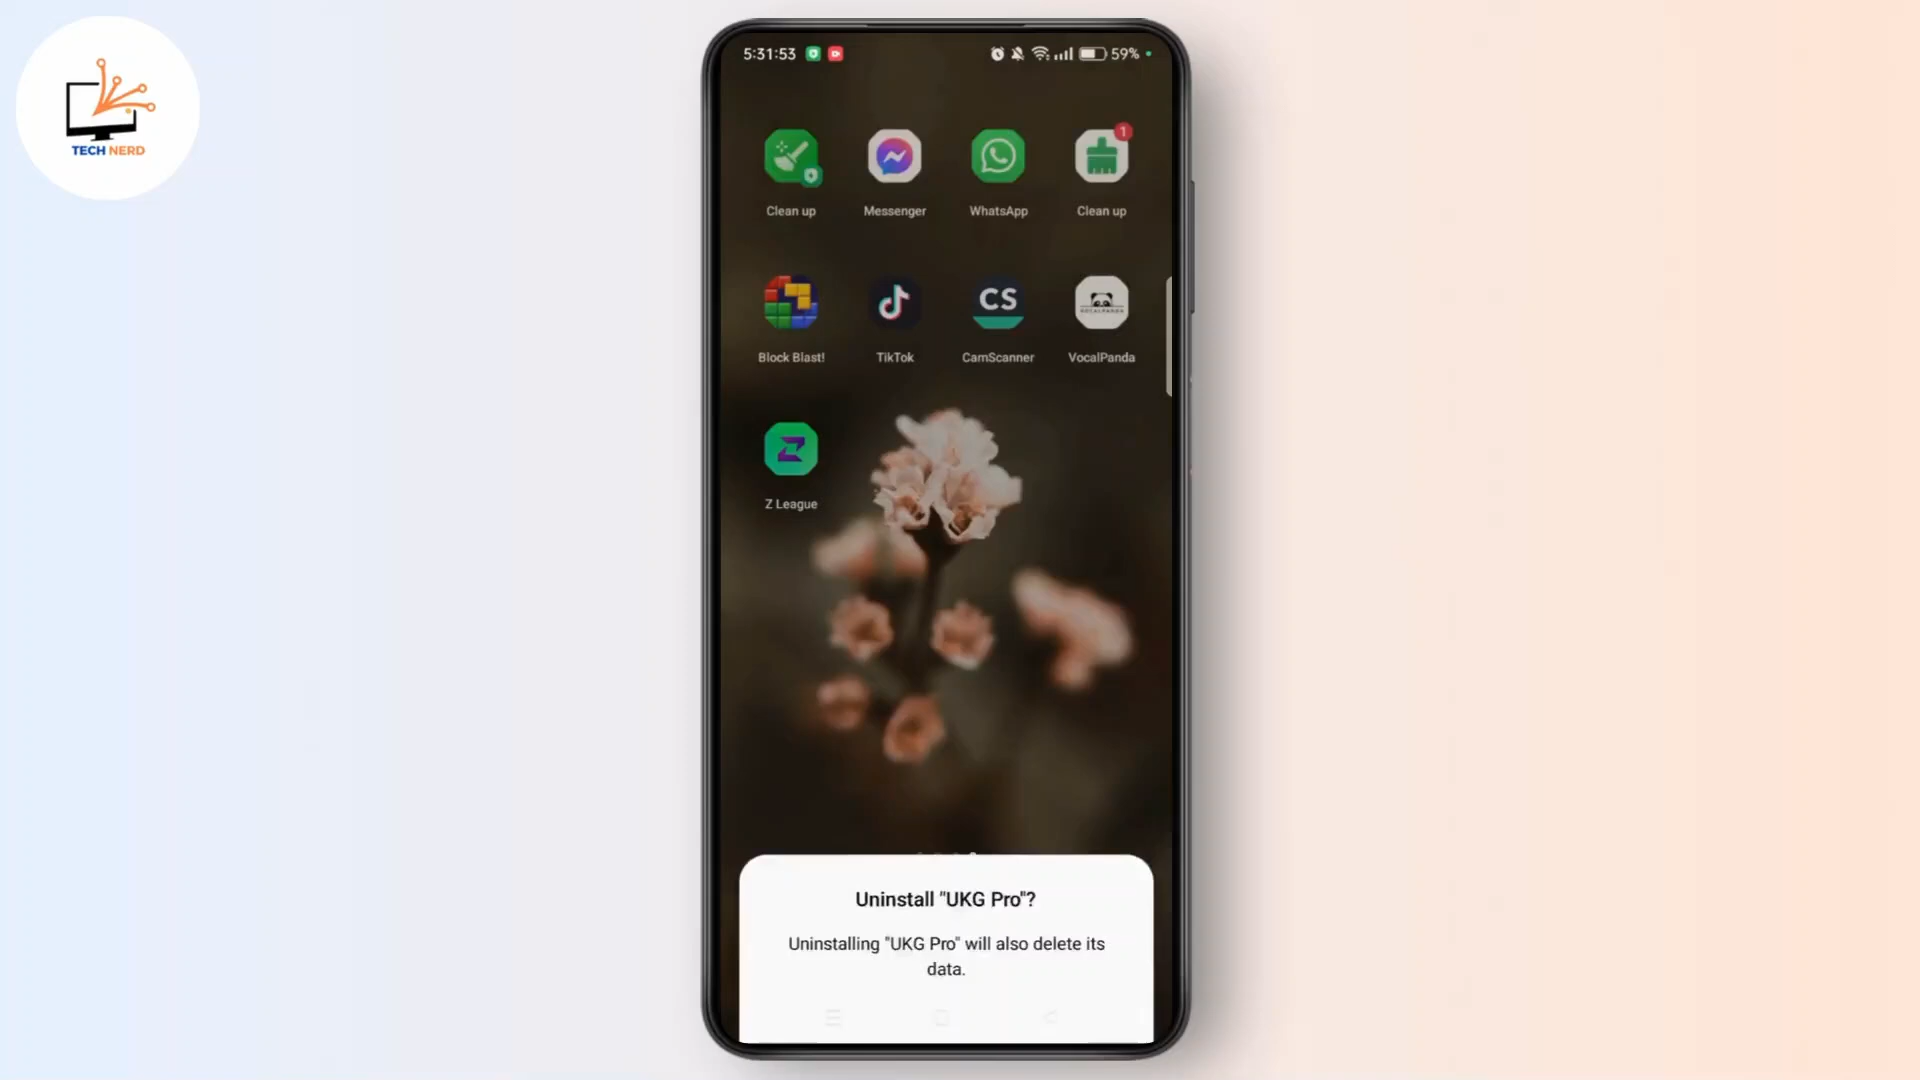 TECH NERD
5:31:53
59%
1
Clean up
Messenger
WhatsApp
Clean up
CS
VOCALPANDA
Block Blast!
TikTok
CamScanner
VocalPanda
Z
Z League
Uninstall "UKG Pro"?
Uninstalling "UKG Pro" will also delete its
data.